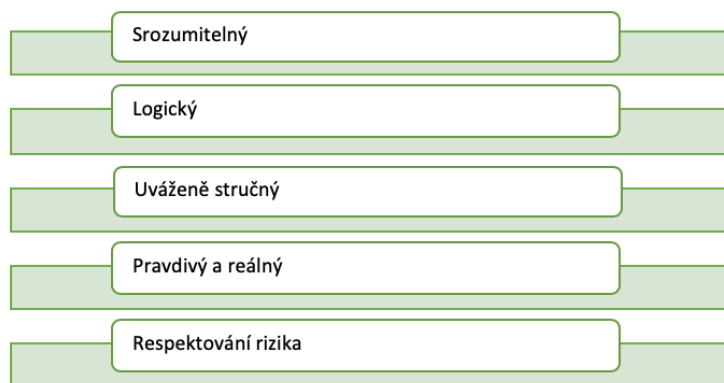 Srozumitelný
Logický
Uváženě stručný
Pravdivý a reálný
Respektování rizika